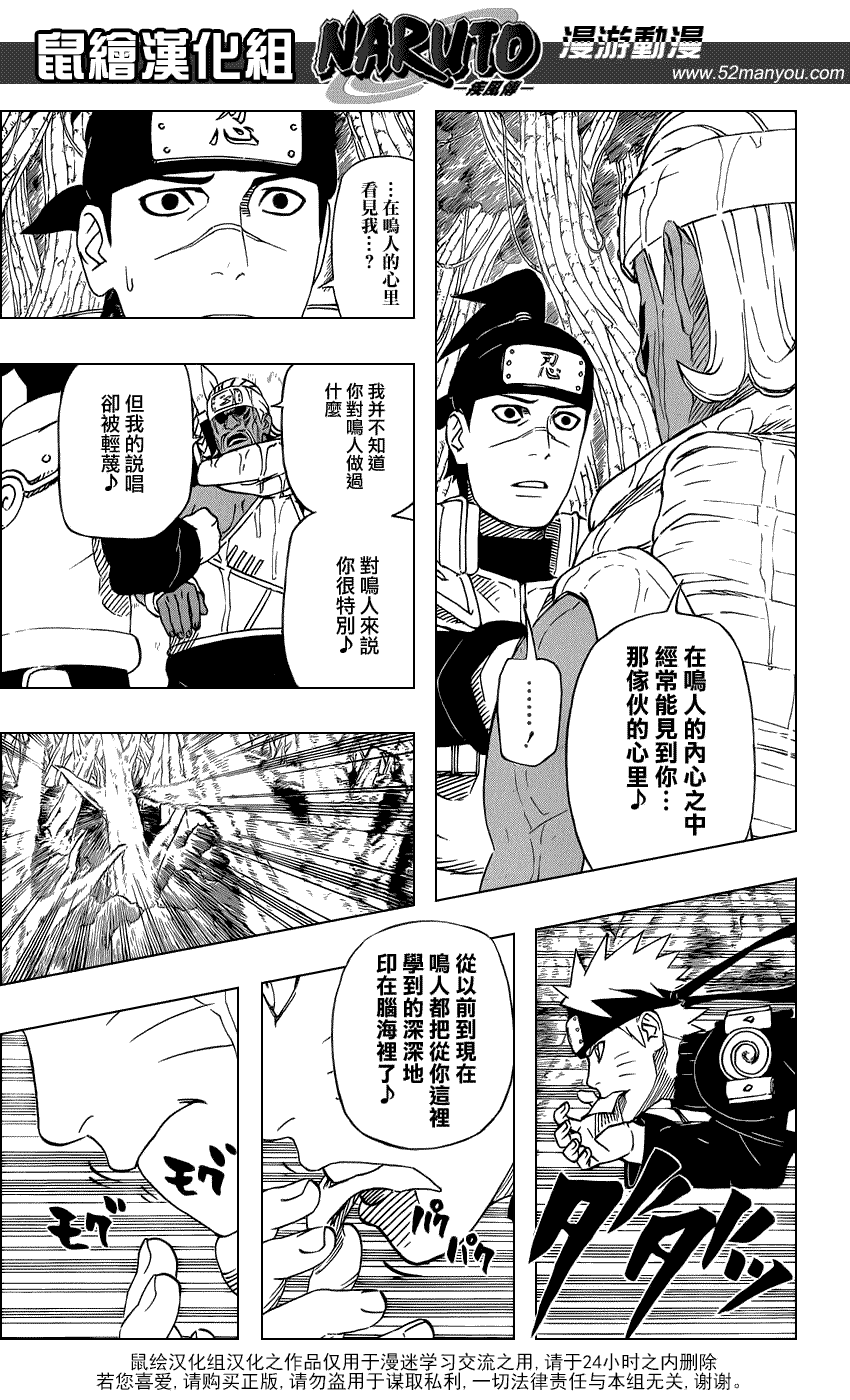 鼠繪漢化組
NARUTO
－疾風傳－
漫游動漫
www.52manyou.com
忍
在鳴人的內心之中
經常能見到你…
那傢伙的心里♪
……！
忍
…在鳴人的心里
看見我…？
我并不知道
你對鳴人做過
什麼
對鳴人來說
你很特別♪
但我的說唱
卻被輕蔑♪
ダダダッ
從以前到現在
鳴人都把從你這裡
學到的深深地
印在腦海裡了♪
パク
パク
モグ
モグ
鼠绘汉化组汉化之作品仅用于漫迷学习交流之用, 请于24小时之内删除
若您喜爱, 请购买正版, 请勿盗用于谋取私利, 一切法律责任与本组无关, 谢谢。